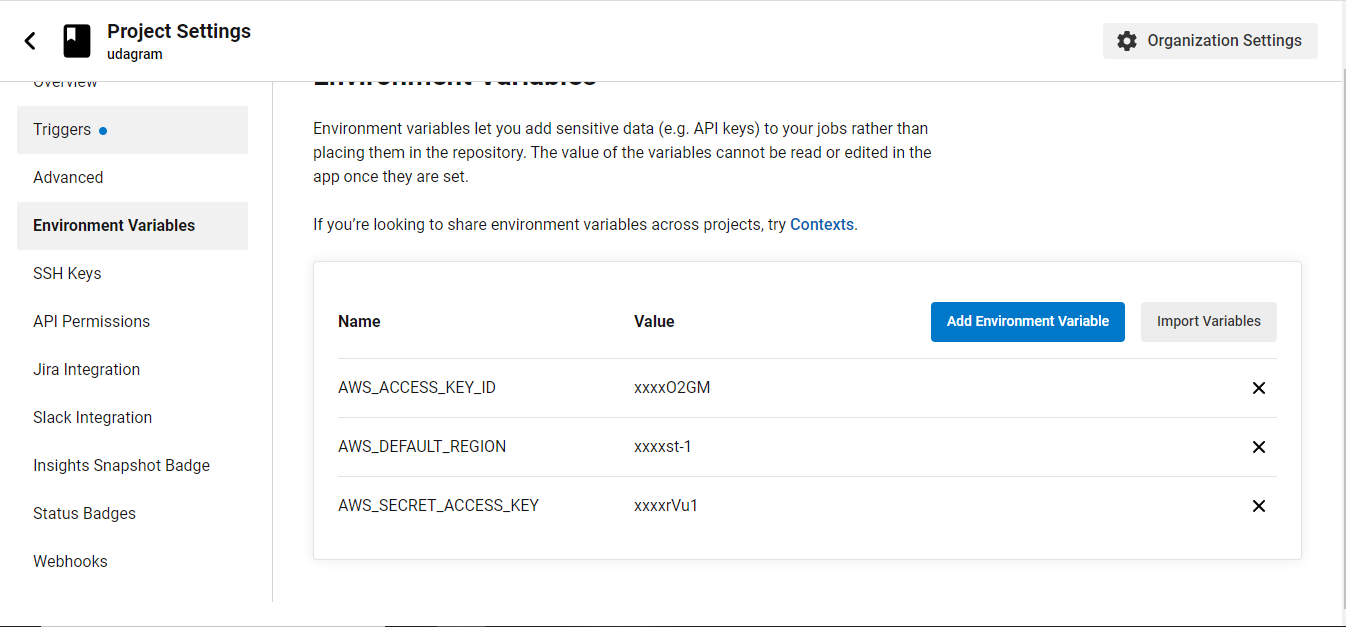 Project Settings
udagram
Organization Settings
Overview
Triggers
Advanced
Environment Variables
SSH Keys
API Permissions
Jira Integration
Slack Integration
Insights Snapshot Badge
Status Badges
Webhooks
Environment Variables
Environment variables let you add sensitive data (e.g. API keys) to your jobs rather than
placing them in the repository. The value of the variables cannot be read or edited in the
app once they are set.
If you’re looking to share environment variables across projects, try Contexts.
Name Value Add Environment Variable Import Variables
AWS_ACCESS_KEY_ID xxxxO2GM
AWS_DEFAULT_REGION xxxxst-1
AWS_SECRET_ACCESS_KEY xxxxrVu1